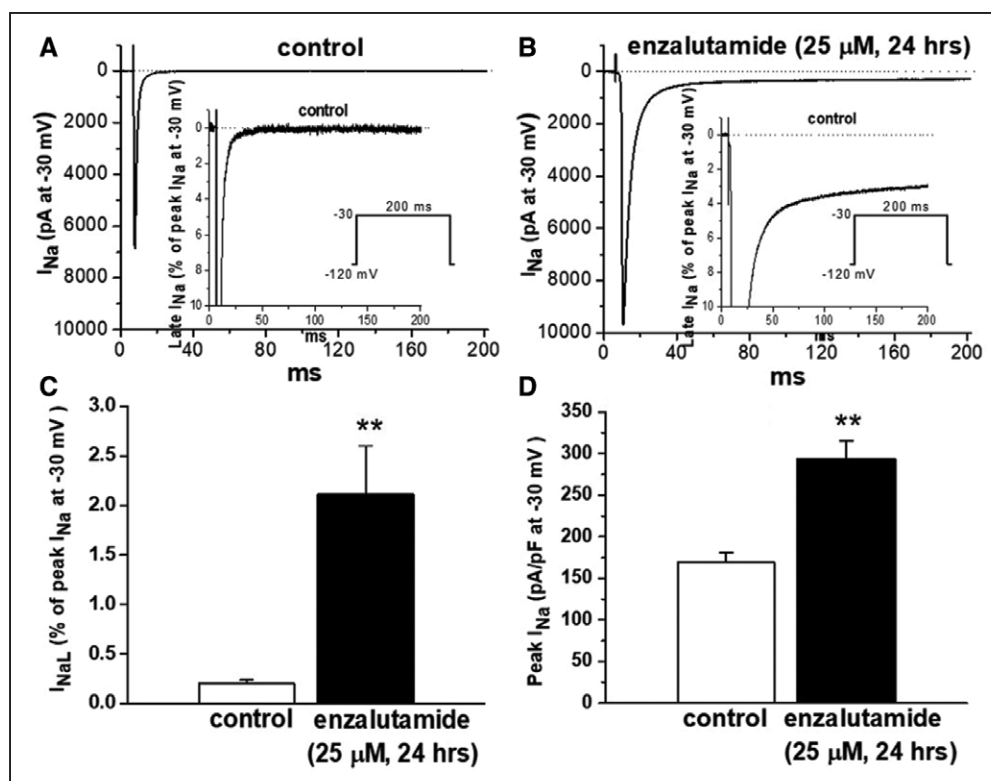 A
control
I_Na (pA at -30 mV)
0
2000
4000
6000
8000
10000
0
40
80
120
160
200
ms
control
Late I_Na (% of peak I_Na at -30 mV)
0
2
4
6
8
10
0
50
100
150
200
ms
-30
200 ms
-120 mV
B
enzalutamide (25 µM, 24 hrs)
I_Na (pA at -30 mV)
0
2000
4000
6000
8000
10000
0
40
80
120
160
200
ms
control
Late I_Na (% of peak I_Na at -30 mV)
0
2
4
6
8
10
0
50
100
150
200
ms
-30
200 ms
-120 mV
C
I_NaL (% of peak I_Na at -30 mV )
3.0
2.5
2.0
1.5
1.0
0.5
0.0
**
control
enzalutamide
(25 µM, 24 hrs)
D
Peak I_Na (pA/pF at -30 mV )
350
300
250
200
150
100
50
0
**
control
enzalutamide
(25 µM, 24 hrs)